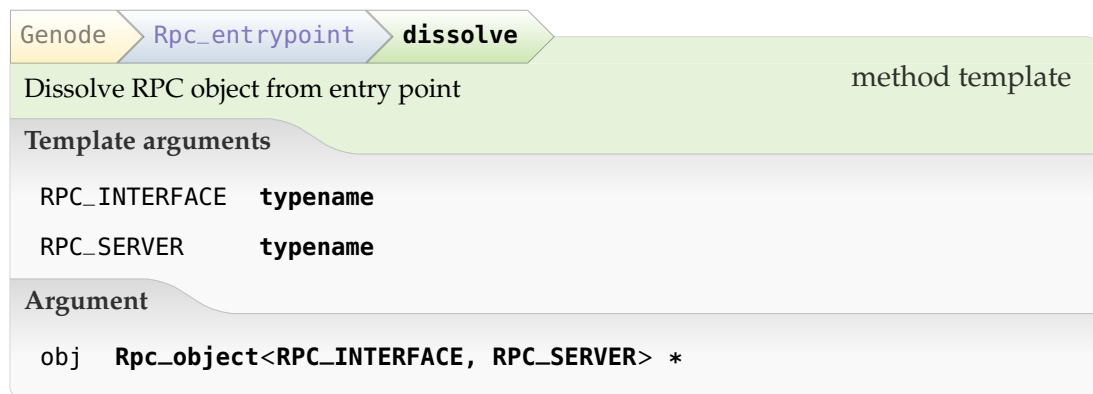 Genode Rpc_entrypoint dissolve
Dissolve RPC object from entry point method template
Template arguments
RPC_INTERFACE typename
RPC_SERVER typename
Argument
obj Rpc_object<RPC_INTERFACE, RPC_SERVER> *